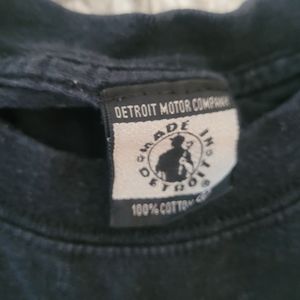 DETROIT MOTOR COMPANY
MADE IN
DETROIT
100% COTTON